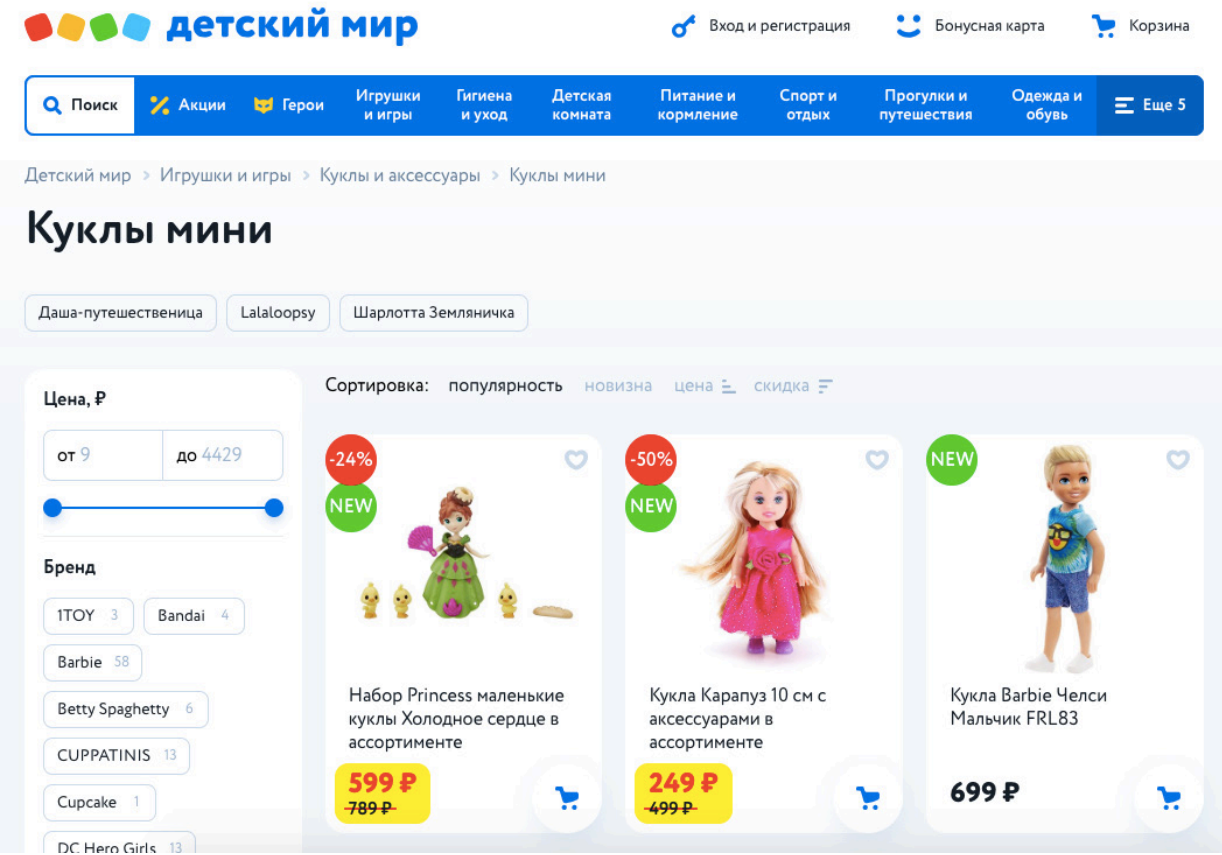 детский мир
Вход и регистрация
Бонусная карта
Корзина
Поиск
Акции
Герои
Игрушки
и игры
Гигиена
и уход
Детская
комната
Питание и
кормление
Спорт и
отдых
Прогулки и
путешествия
Одежда и
обувь
Еще 5
Детский мир > Игрушки и игры > Куклы и аксессуары > Куклы мини
Куклы мини
Даша-путешественица
Lalaloopsy
Шарлотта Земляничка
Цена, ₽
от 9
до 4429
Бренд
1TOY 3
Bandai 4
Barbie 58
Betty Spaghetty 6
CUPPATINIS 13
Cupcake 1
DC Hero Girls 13
Сортировка: популярность новизна цена скидка
-24%
NEW
Набор Princess маленькие
куклы Холодное сердце в
ассортименте
599 ₽
789 ₽
-50%
NEW
Кукла Карапуз 10 см с
аксессуарами в
ассортименте
249 ₽
499 ₽
NEW
Кукла Barbie Челси
Мальчик FRL83
699 ₽